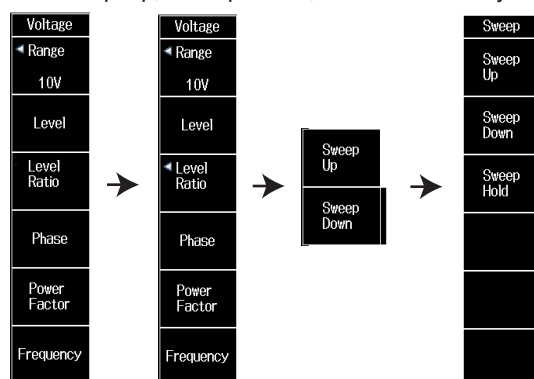 Voltage
Range
10V
Level
Level
Ratio
Phase
Power
Factor
Frequency
Voltage
Range
10V
Level
Level
Ratio
Phase
Power
Factor
Frequency
Sweep
Up
Sweep
Down
Sweep
Sweep
Up
Sweep
Down
Sweep
Hold